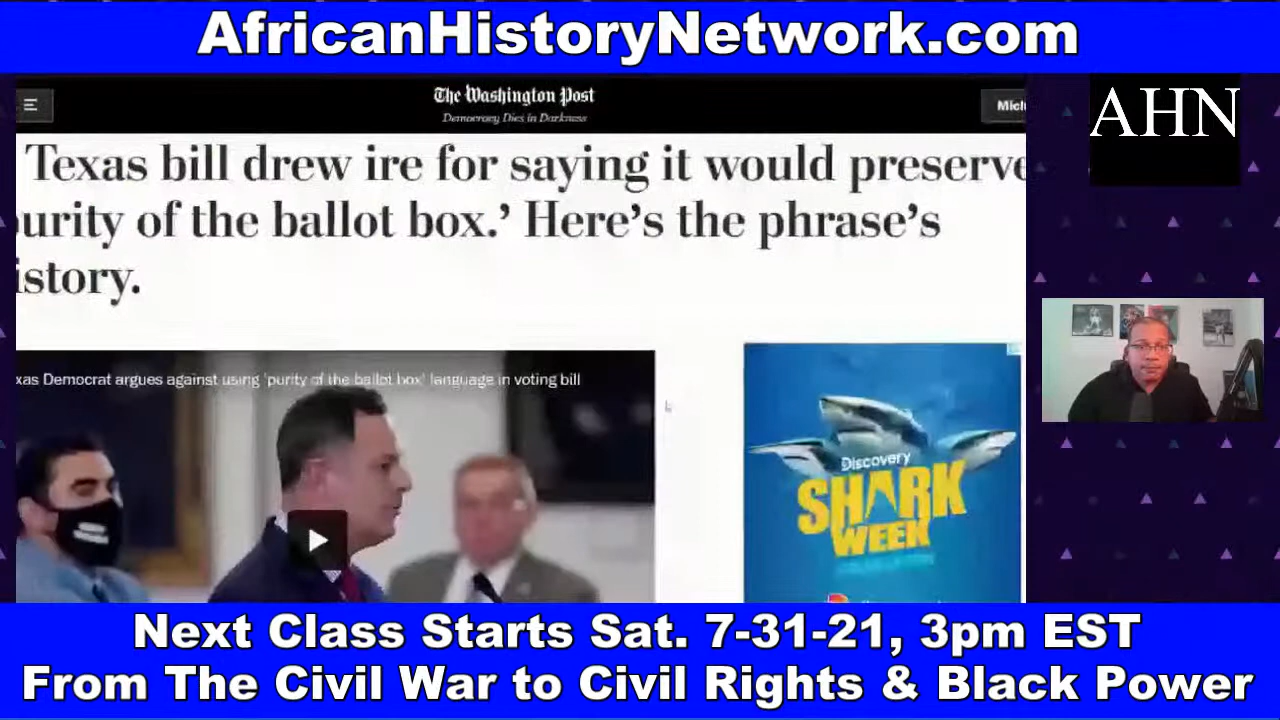 AfricanHistoryNetwork.com
The Washington Post
Democracy Dies in Darkness
AHN
Texas bill drew ire for saying it would preserve
urity of the ballot box.’ Here’s the phrase’s
istory.
xas Democrat argues against using 'purity of the ballot box' language in voting bill
Discovery
SHARK
WEEK
Next Class Starts Sat. 7-31-21, 3pm EST
From The Civil War to Civil Rights & Black Power